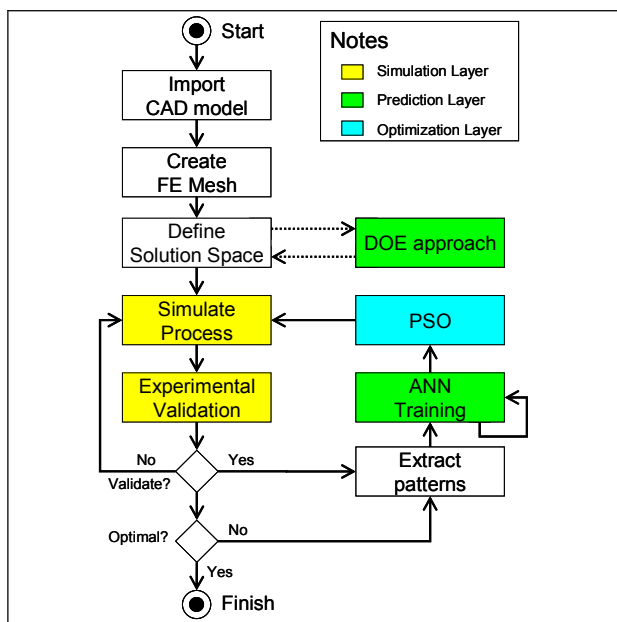 Start
Notes
Simulation Layer
Prediction Layer
Optimization Layer
Import
CAD model
Create
FE Mesh
Define
Solution Space
DOE approach
Simulate
Process
PSO
Experimental
Validation
ANN
Training
No
Yes
Validate?
Extract
patterns
Optimal?
No
Yes
Finish